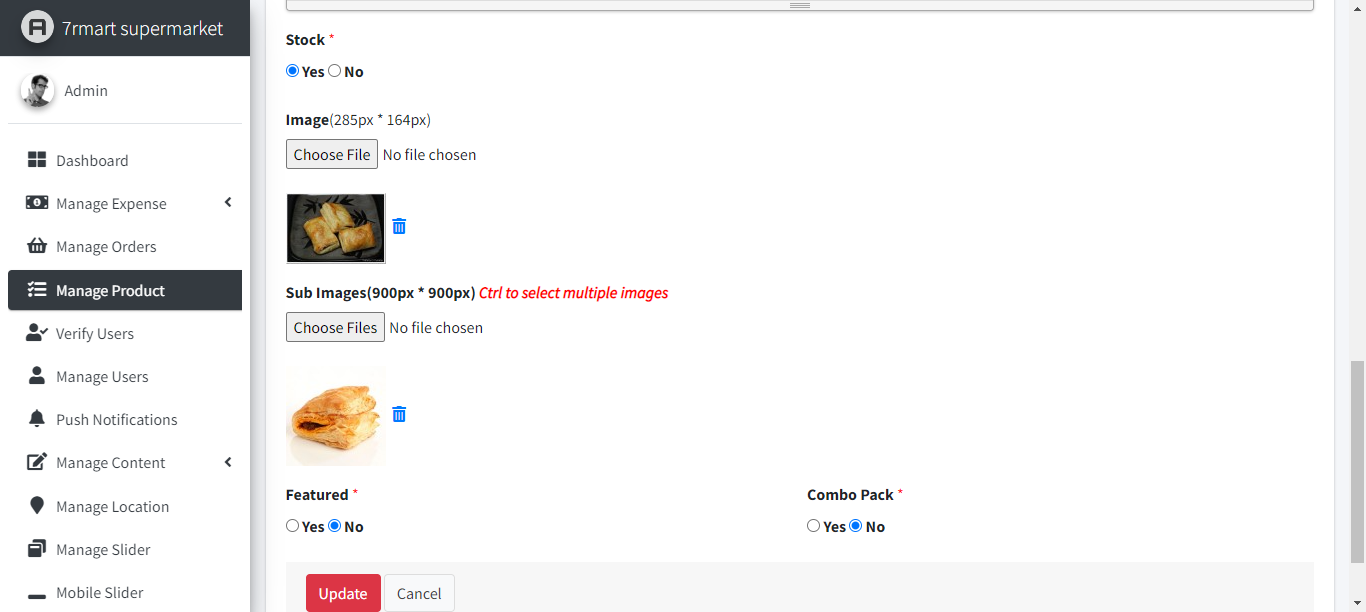 7rmart supermarket
Admin
Dashboard
Manage Expense
Manage Orders
Manage Product
Verify Users
Manage Users
Push Notifications
Manage Content
Manage Location
Manage Slider
Mobile Slider
Stock *
Yes No
Image(285px * 164px)
Choose File No file chosen
Sub Images(900px * 900px) Ctrl to select multiple images
Choose Files No file chosen
Featured *
Yes No
Combo Pack *
Yes No
Update Cancel